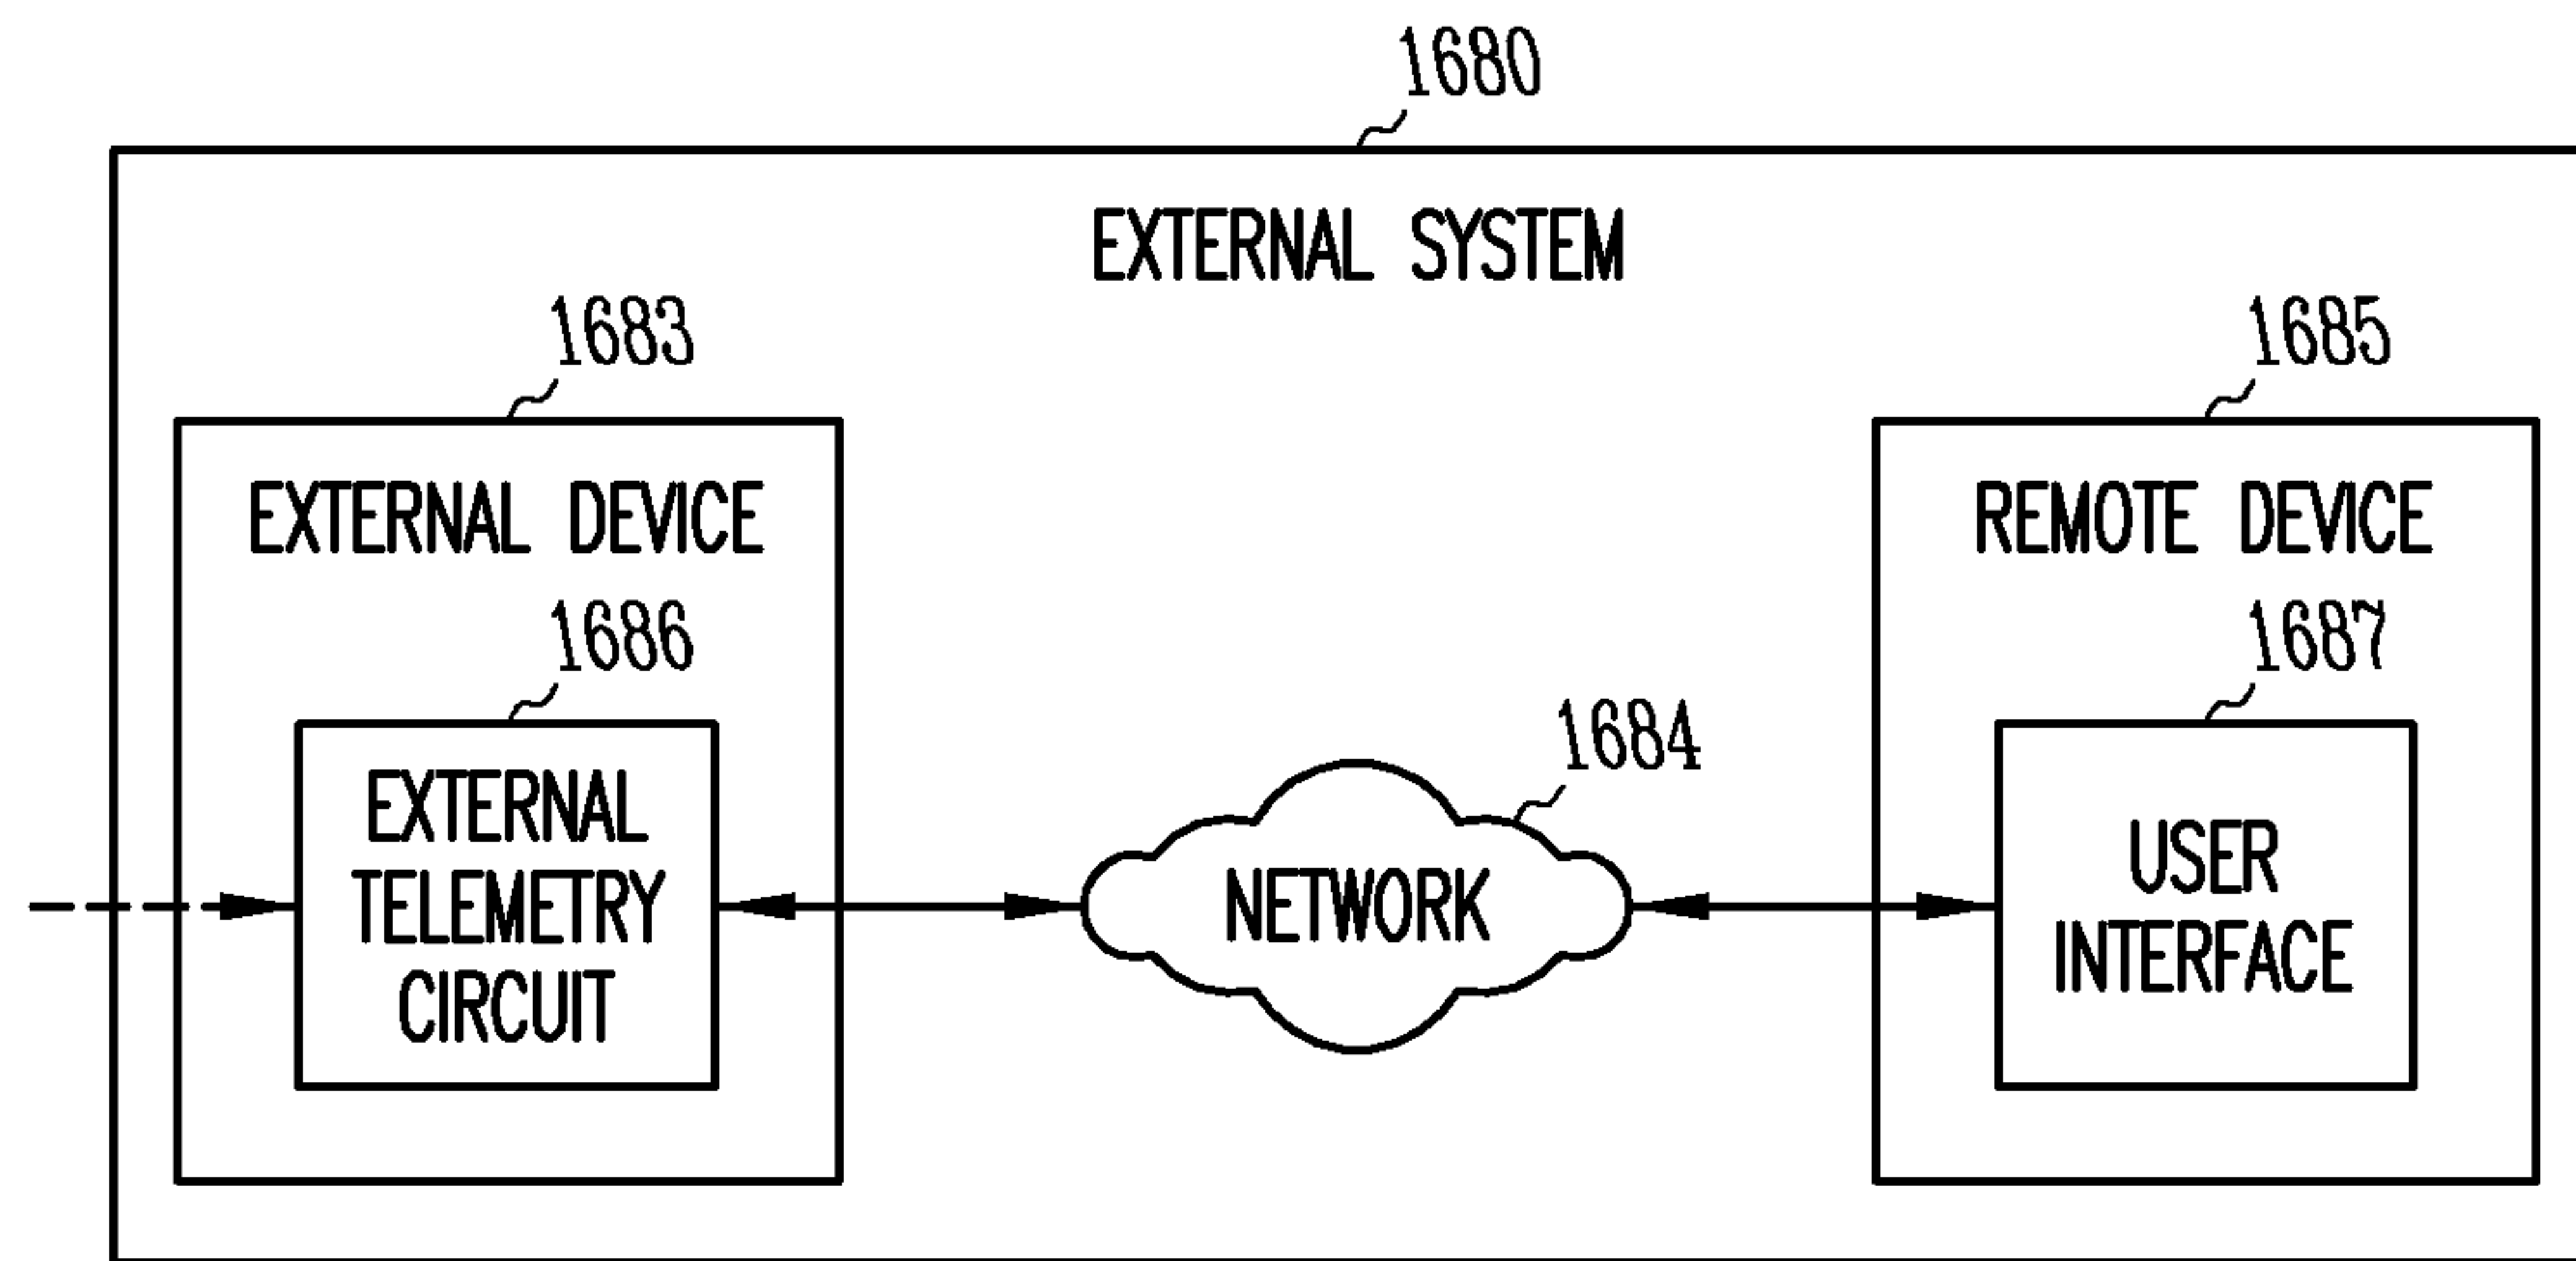 1680
EXTERNAL SYSTEM
1683
1685
EXTERNAL DEVICE
REMOTE DEVICE
1686
1687
EXTERNAL
TELEMETRY
CIRCUIT
1684
NETWORK
USER
INTERFACE